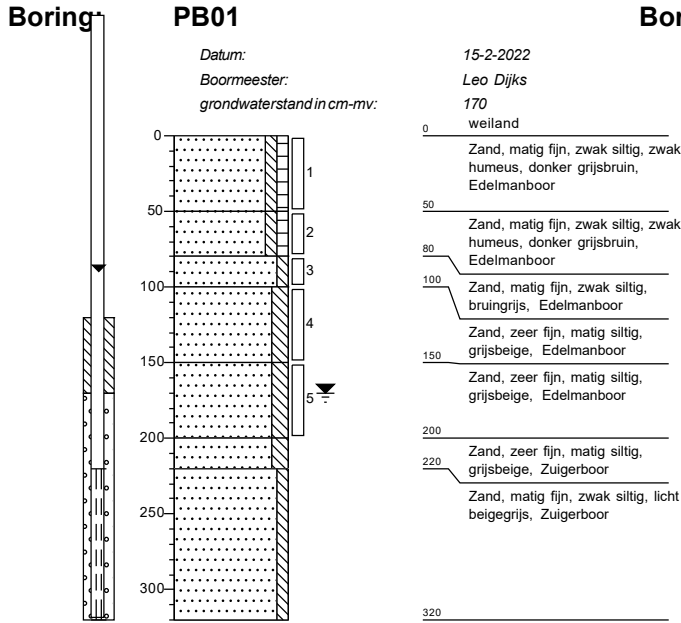 Boring: PB01 Bor
Datum: 15-2-2022
Boormeester: Leo Dijks
grondwaterstand in cm-mv: 170
0 0 weiland
Zand, matig fijn, zwak siltig, zwak
humeus, donker grijsbruin,
Edelmanboor
1
50 50
Zand, matig fijn, zwak siltig, zwak
humeus, donker grijsbruin,
Edelmanboor
2
80
3
100 100
Zand, matig fijn, zwak siltig,
bruingrijs, Edelmanboor
4
Zand, zeer fijn, matig siltig,
grijsbeige, Edelmanboor
150 150
Zand, zeer fijn, matig siltig,
grijsbeige, Edelmanboor
5
200 200
Zand, zeer fijn, matig siltig,
grijsbeige, Zuigerboor
220
Zand, matig fijn, zwak siltig, licht
beigegrijs, Zuigerboor
250
300
320